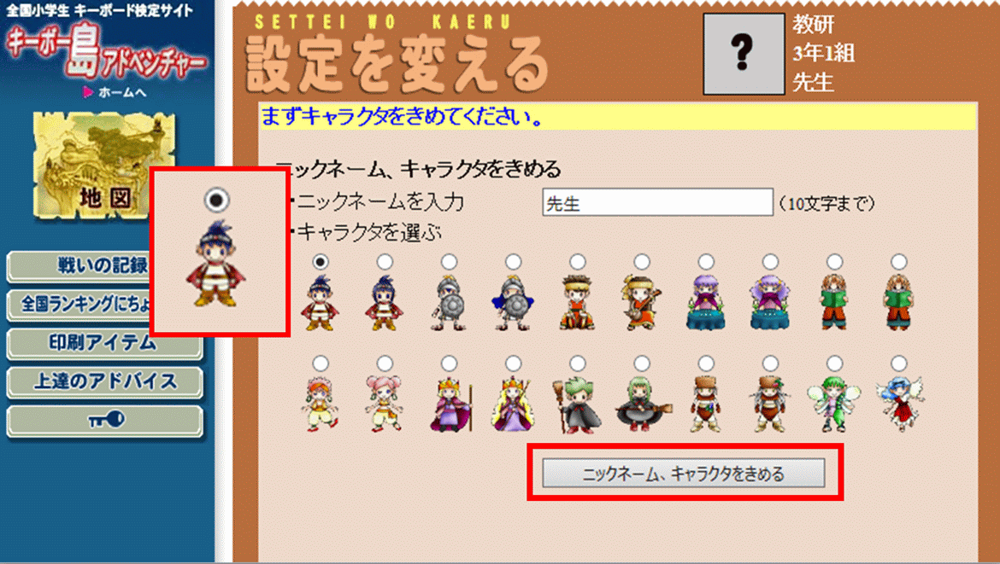 全国小学生 キーボード検定サイト
キーボー島アドベンチャー
ホームへ
地図
戦いの記録
全国ランキングにちょ
印刷アイテム
上達のアドバイス
SETTEI WO KAERU
設定を変える
?
教研
3年1組
先生
まずキャラクタをきめてください。
ニックネーム、キャラクタをきめる
・ニックネームを入力
先生
(10文字まで)
・キャラクタを選ぶ
ニックネーム、キャラクタをきめる